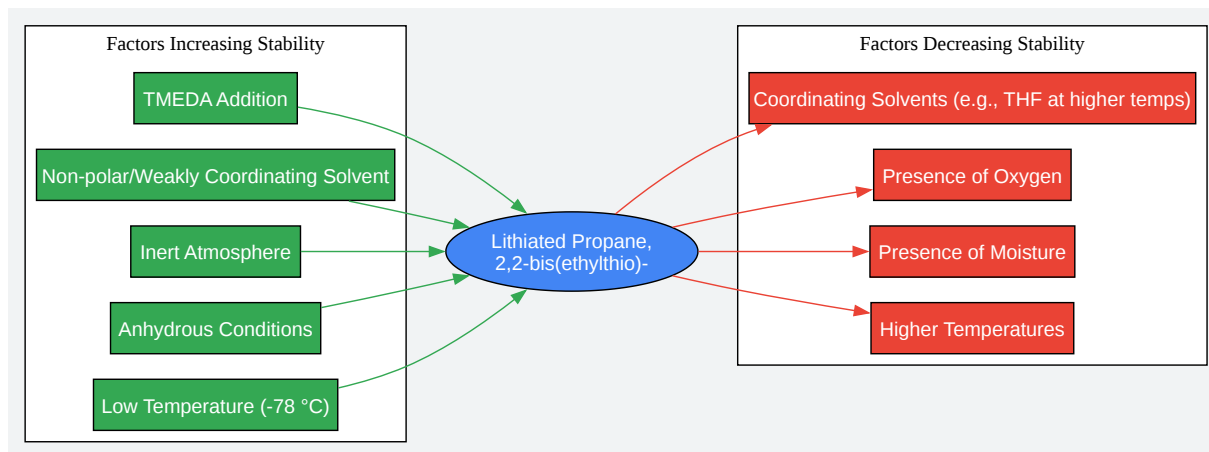 Factors Increasing Stability
TMEDA Addition
Non-polar/Weakly Coordinating Solvent
Inert Atmosphere
Anhydrous Conditions
Low Temperature (-78 °C)
Lithiated Propane,
2,2-bis(ethylthio)-
Factors Decreasing Stability
Coordinating Solvents (e.g., THF at higher temps)
Presence of Oxygen
Presence of Moisture
Higher Temperatures